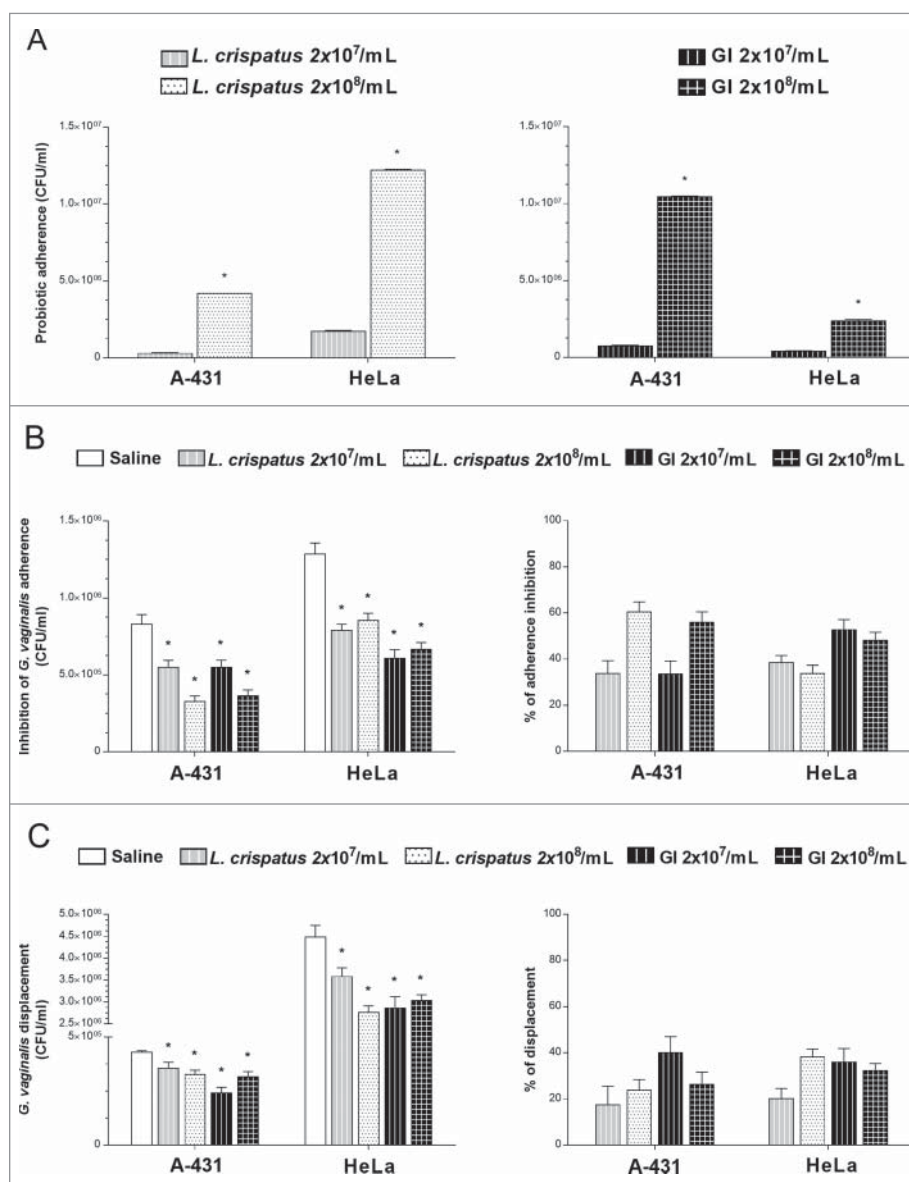 A
L. crispatus 2x10⁷/mL
L. crispatus 2x10⁸/mL
GI 2x10⁷/mL
GI 2x10⁸/mL
Probiotic adherence (CFU/ml)
1.5×10⁰⁷
1.0×10⁰⁷
5.0×10⁰⁶
0
* *
A-431 HeLa
1.5×10⁰⁷
1.0×10⁰⁷
5.0×10⁰⁶
0
* *
A-431 HeLa
B
Saline L. crispatus 2x10⁷/mL L. crispatus 2x10⁸/mL GI 2x10⁷/mL GI 2x10⁸/mL
Inhibition of G. vaginalis adherence
(CFU/ml)
1.5×10⁰⁶
1.0×10⁰⁶
5.0×10⁰⁵
0
* * * * * * * *
A-431 HeLa
% of adherence inhibition
100
80
60
40
20
0
A-431 HeLa
C
Saline L. crispatus 2x10⁷/mL L. crispatus 2x10⁸/mL GI 2x10⁷/mL GI 2x10⁸/mL
G. vaginalis displacement
(CFU/ml)
5.0×10⁰⁶
4.5×10⁰⁶
3.5×10⁰⁶
3.0×10⁰⁶
2.5×10⁰⁶
5×10⁰⁵
0
* * * * * * * *
A-431 HeLa
% of displacement
100
80
60
40
20
0
A-431 HeLa